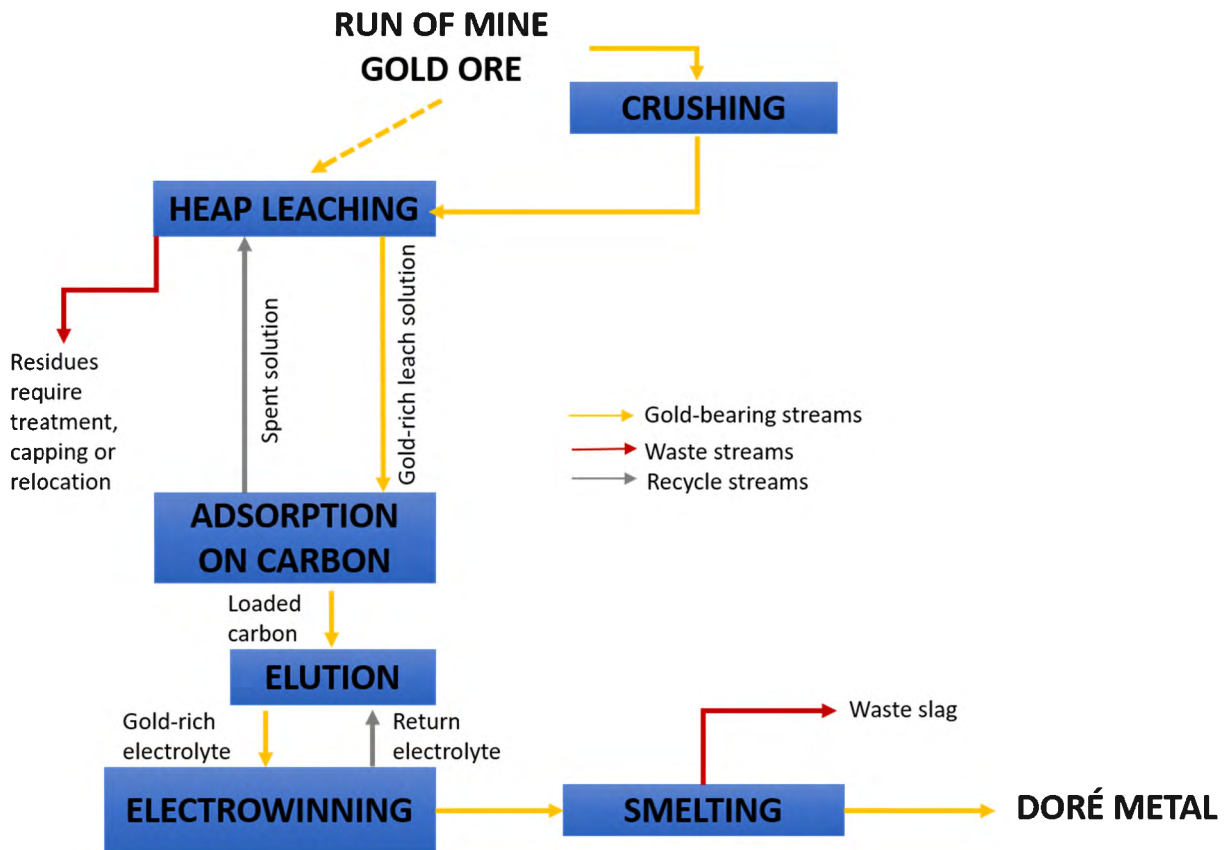 RUN OF MINE
GOLD ORE
CRUSHING
HEAP LEACHING
Residues
require
treatment,
capping or
relocation
Spent solution
Gold-rich leach solution
Gold-bearing streams
Waste streams
Recycle streams
ADSORPTION
ON CARBON
Loaded
carbon
ELUTION
Gold-rich
electrolyte
Return
electrolyte
Waste slag
ELECTROWINNING
SMELTING
DORÉ METAL